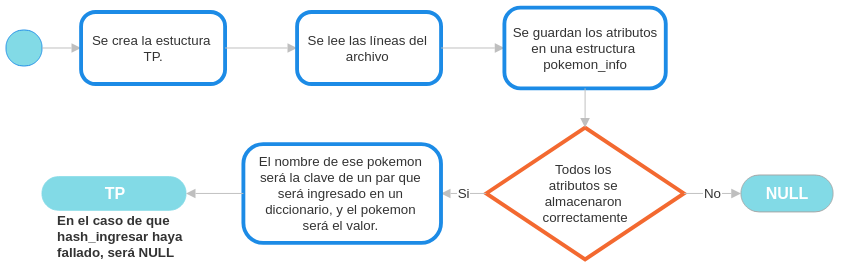 Se crea la estuctura
TP.
Se lee las líneas del
archivo
Se guardan los atributos
en una estructura
pokemon_info
Todos los
atributos se
almacenaron
correctamente
No
NULL
Si
El nombre de ese pokemon
será la clave de un par que
será ingresado en un
diccionario, y el pokemon
será el valor.
TP
En el caso de que
hash_ingresar haya
fallado, será NULL